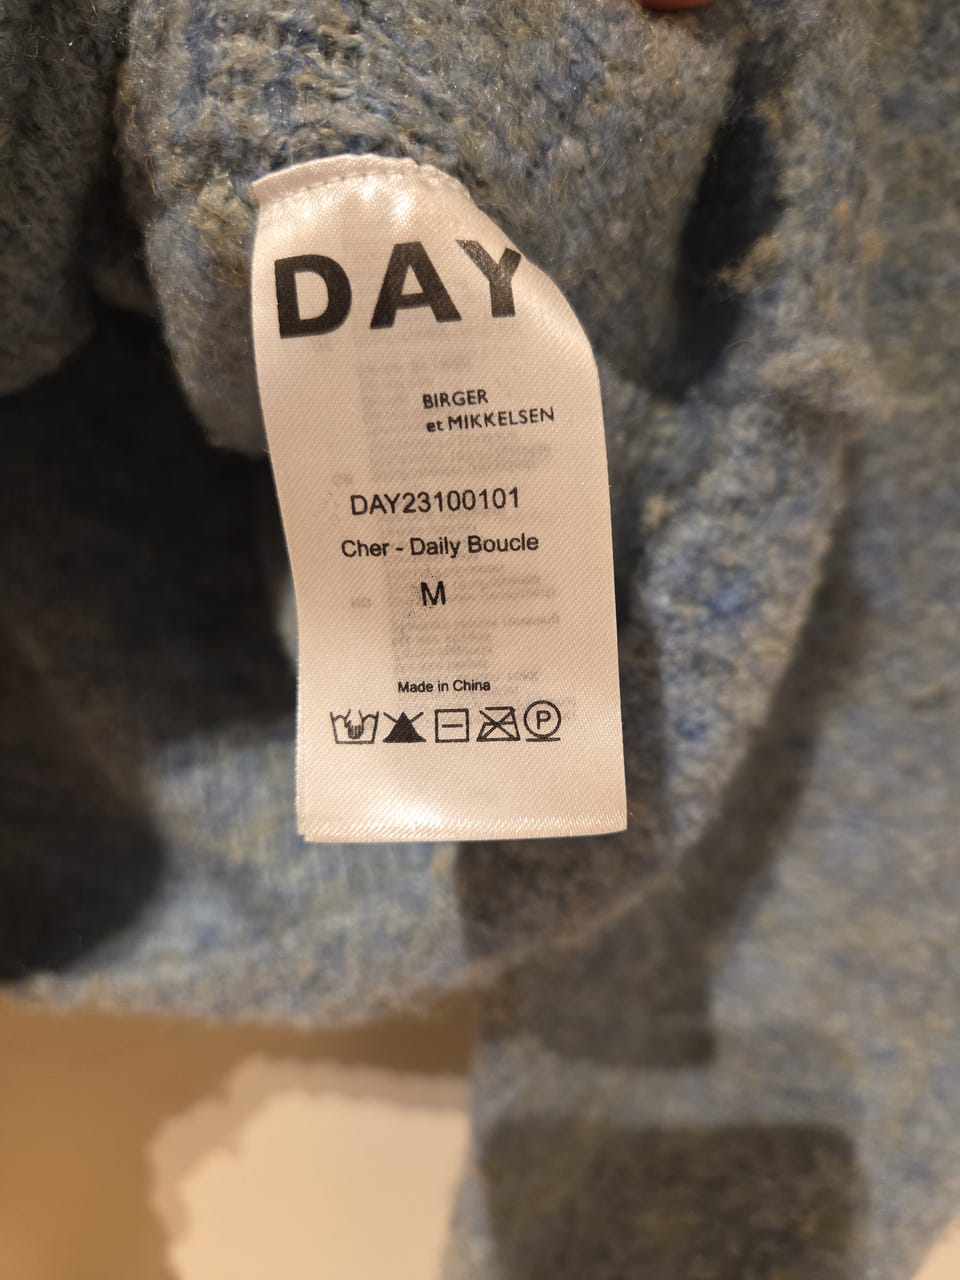 DAY
BIRGER
et MIKKELSEN
DAY23100101
Cher - Daily Boucle
M
Made in China
P